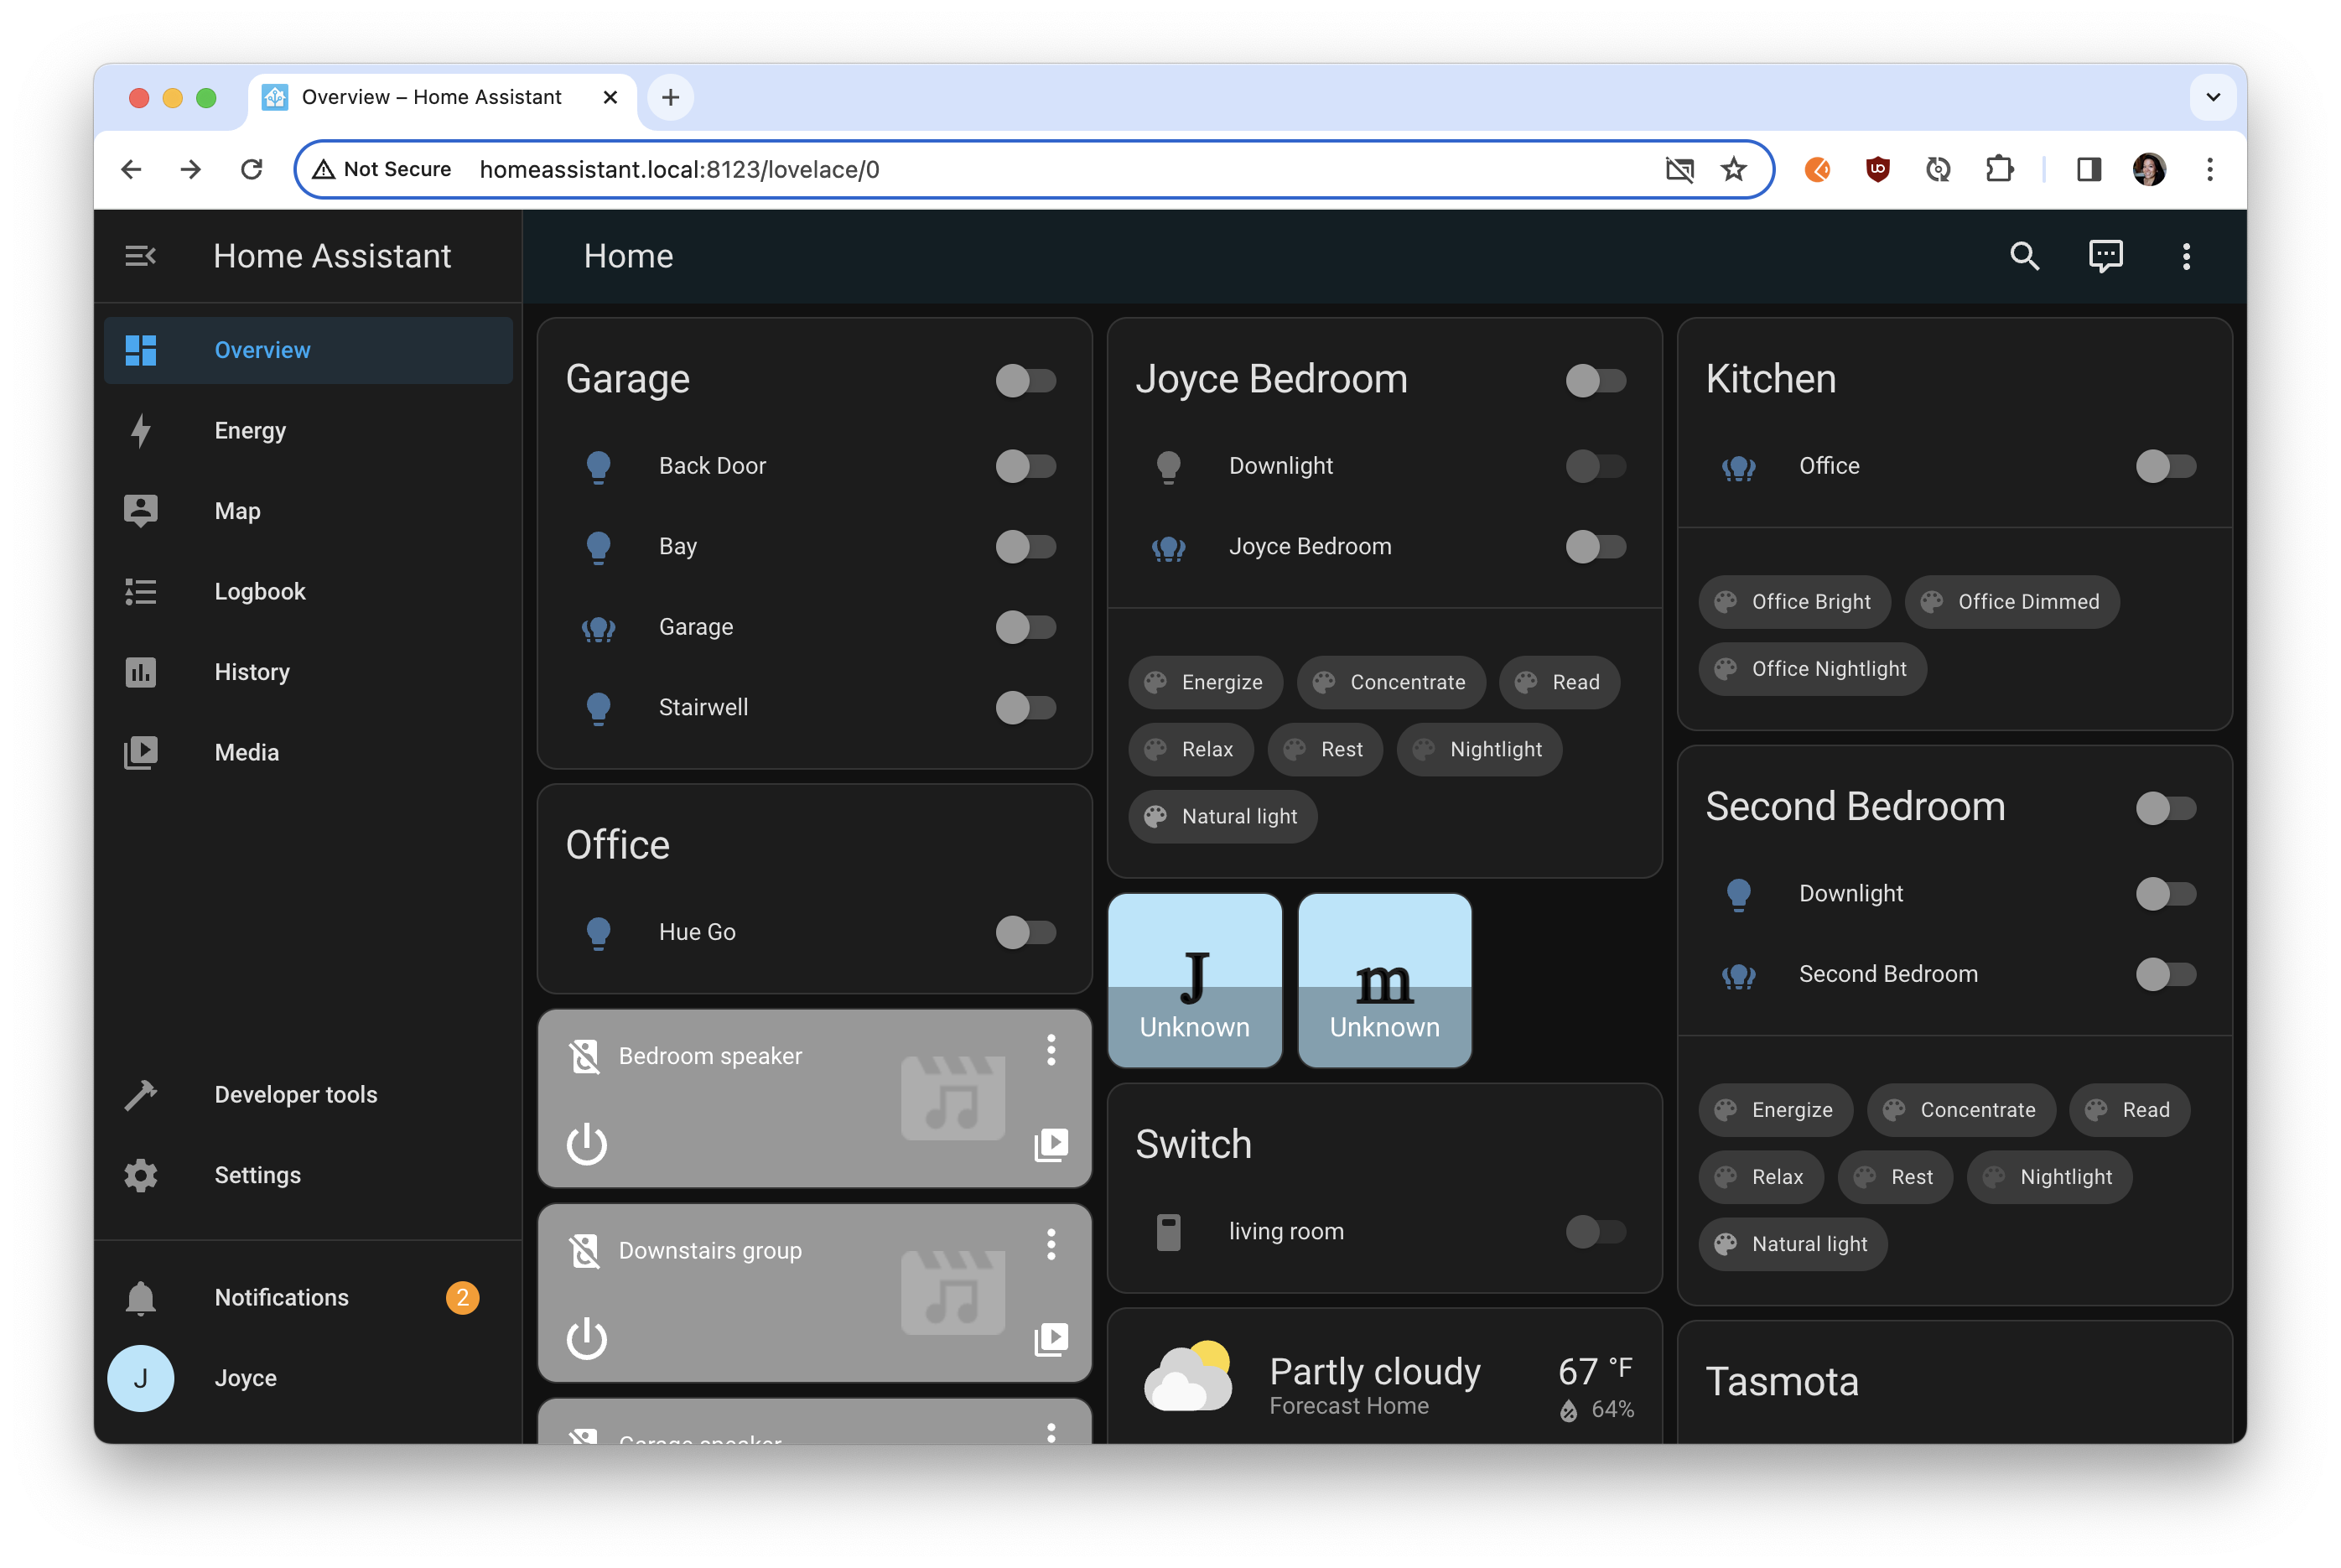 Overview – Home Assistant
Not Secure homeassistant.local:8123/lovelace/0
Home Assistant
Overview
Energy
Map
Logbook
History
Media
Developer tools
Settings
Notifications 2
J Joyce
Home
Garage
Back Door
Bay
Garage
Stairwell
Office
Hue Go
Bedroom speaker
Downstairs group
Garage speaker
Joyce Bedroom
Downlight
Joyce Bedroom
Energize Concentrate Read
Relax Rest Nightlight
Natural light
J m
Unknown Unknown
Switch
living room
Partly cloudy 67 °F
Forecast Home 64%
Kitchen
Office
Office Bright Office Dimmed
Office Nightlight
Second Bedroom
Downlight
Second Bedroom
Energize Concentrate Read
Relax Rest Nightlight
Natural light
Tasmota